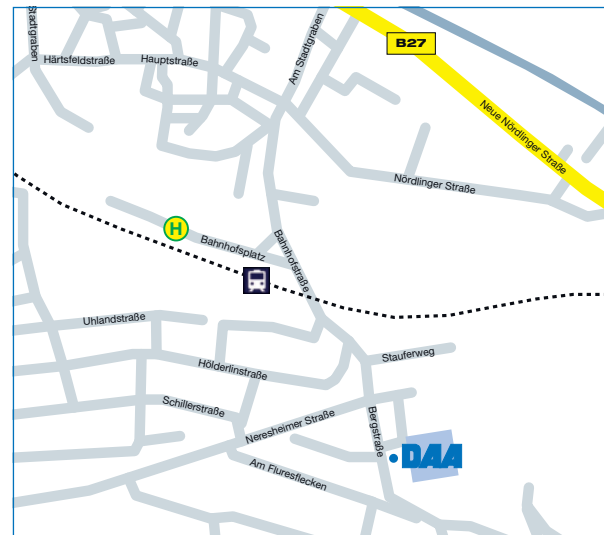 Stadtgraben
Härtsfeldstraße
Hauptstraße
Am Stadtgraben
B27
Neue Nördlinger Straße
Nördlinger Straße
H
Bahnhofsplatz
Bahnhofstraße
Uhlandstraße
Stauferweg
Hölderlinstraße
Schillerstraße
Neresheimer Straße
Bergstraße
DAA
Am Fluresflecken